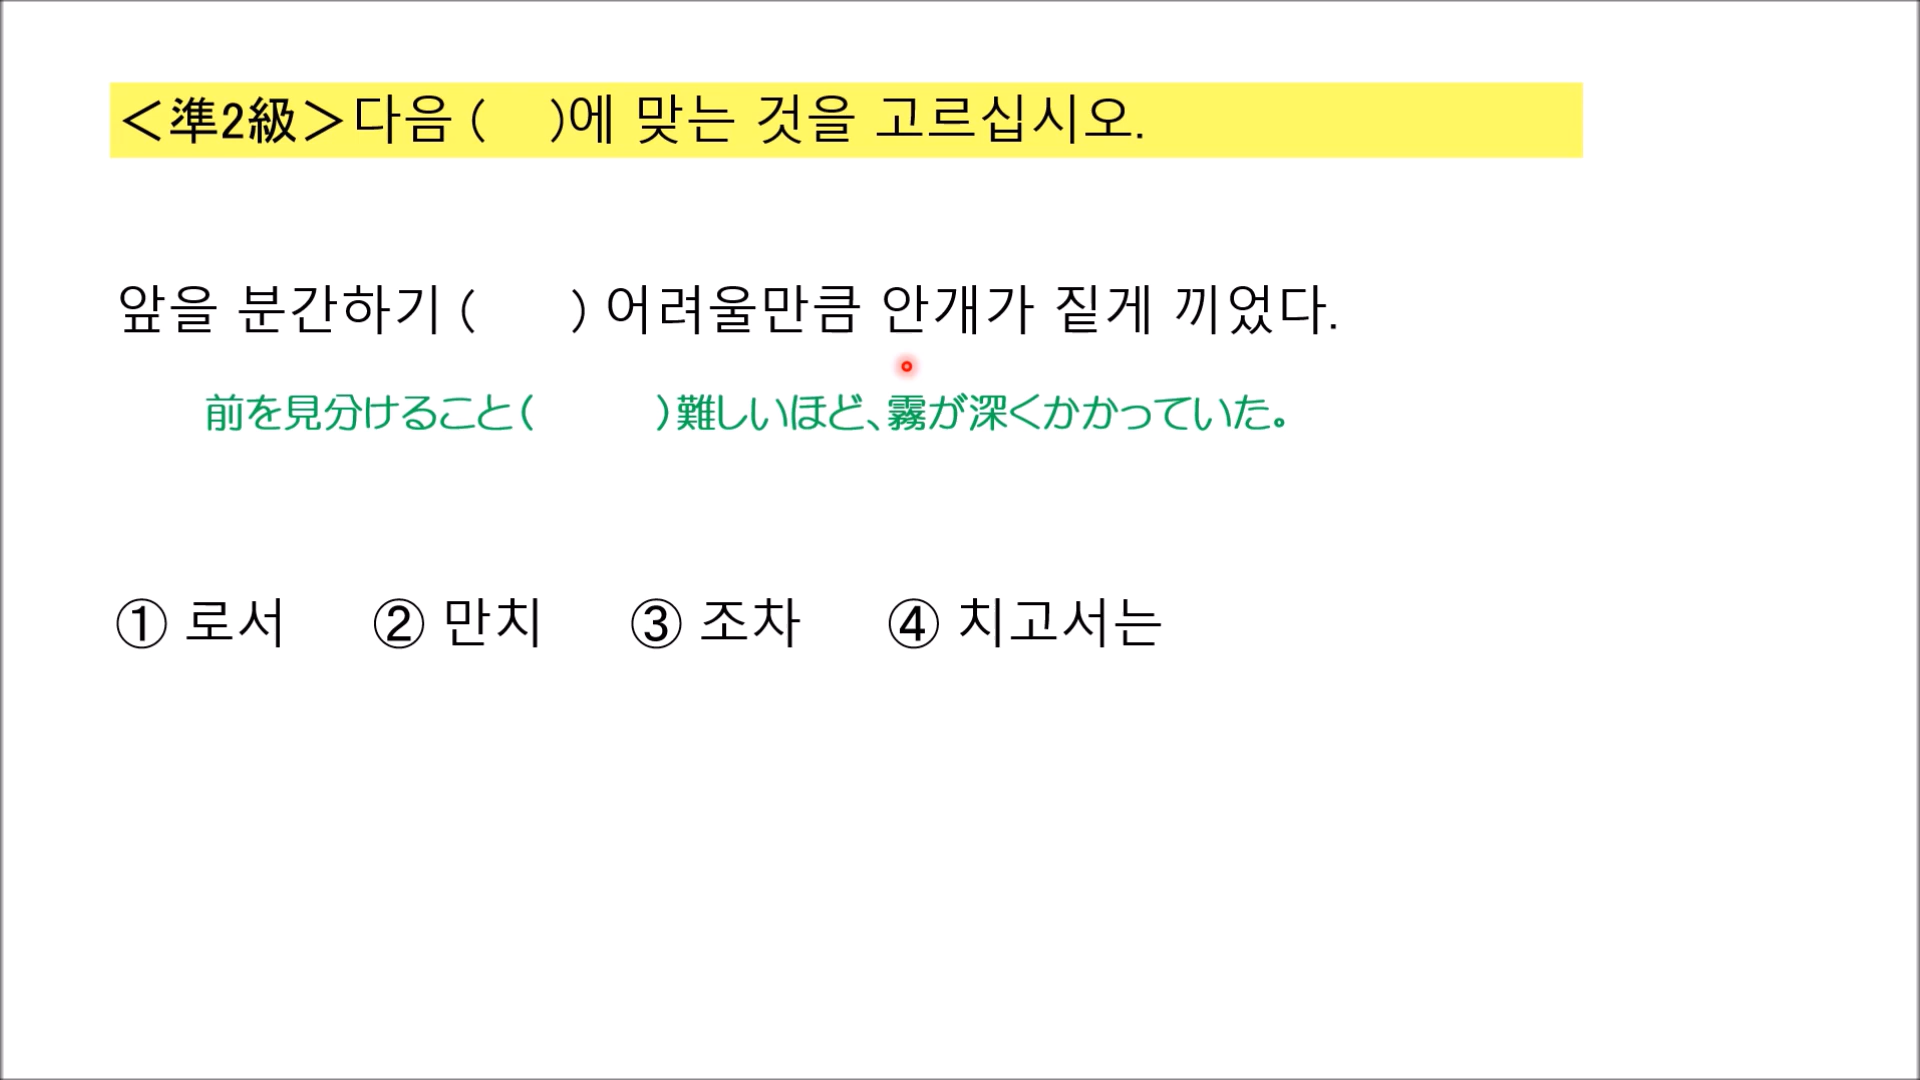 ＜準2級＞다음 (    )에 맞는 것을 고르십시오.
앞을 분간하기 (      ) 어려울만큼 안개가 짙게 끼었다.
前を見分けること(        )難しいほど、霧が深くかかっていた。
① 로서  ② 만치  ③ 조차  ④ 치고서는